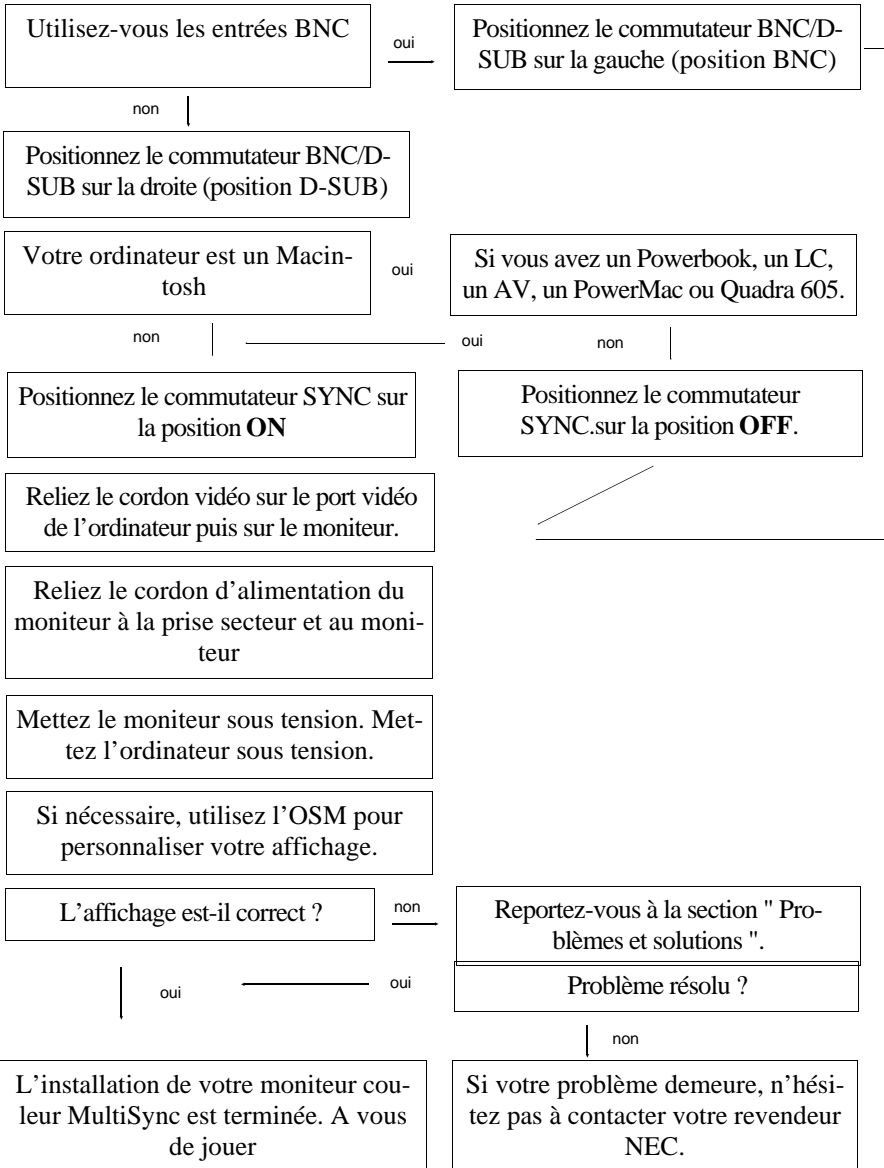 Utilisez-vous les entrées BNC
oui
Positionnez le commutateur BNC/D-
SUB sur la gauche (position BNC)
non
Positionnez le commutateur BNC/D-
SUB sur la droite (position D-SUB)
Votre ordinateur est un Macin-
tosh
oui
Si vous avez un Powerbook, un LC,
un AV, un PowerMac ou Quadra 605.
non
oui
non
Positionnez le commutateur SYNC sur
la position ON
Positionnez le commutateur
SYNC.sur la position OFF.
Reliez le cordon vidéo sur le port vidéo
de l’ordinateur puis sur le moniteur.
Reliez le cordon d’alimentation du
moniteur à la prise secteur et au moni-
teur
Mettez le moniteur sous tension. Met-
tez l’ordinateur sous tension.
Si nécessaire, utilisez l’OSM pour
personnaliser votre affichage.
L’affichage est-il correct ?
non
Reportez-vous à la section " Pro-
blèmes et solutions ".
oui
oui
Problème résolu ?
non
L’installation de votre moniteur cou-
leur MultiSync est terminée. A vous
de jouer
Si votre problème demeure, n’hési-
tez pas à contacter votre revendeur
NEC.